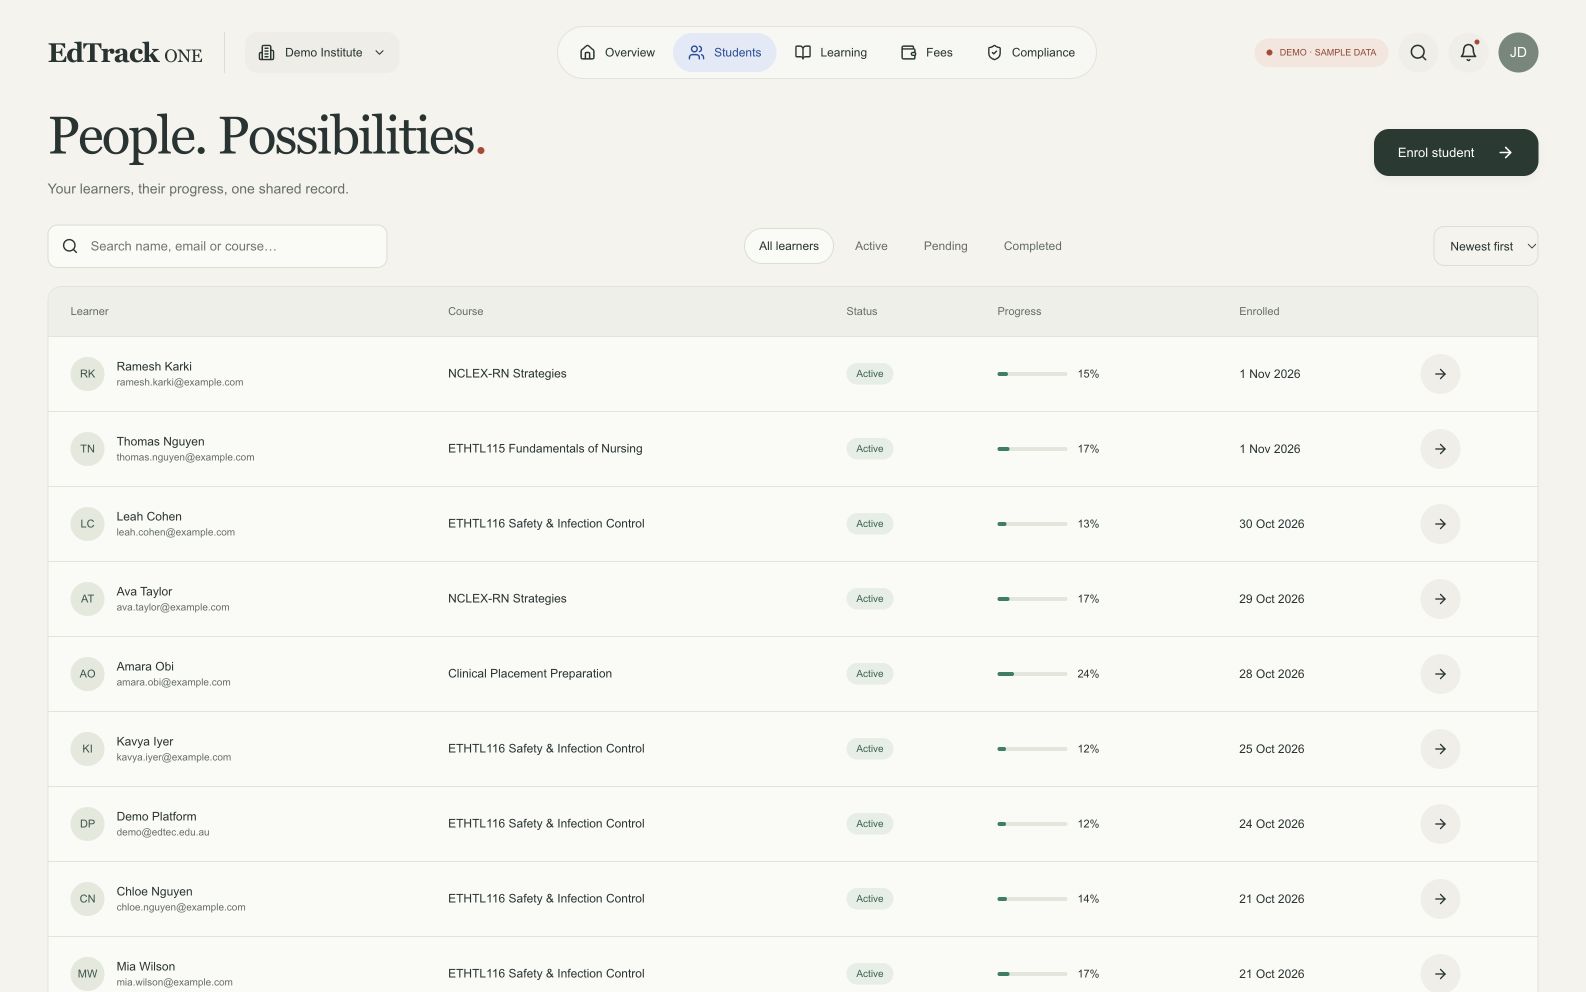 EdTrack ONE
Demo Institute
Overview
Students
Learning
Fees
Compliance
DEMO · SAMPLE DATA
JD
People. Possibilities.
Your learners, their progress, one shared record.
Enrol student
Search name, email or course…
All learners
Active
Pending
Completed
Newest first
Learner Course Status Progress Enrolled
RK Ramesh Karki
ramesh.karki@example.com
NCLEX-RN Strategies
Active
15%
1 Nov 2026
TN Thomas Nguyen
thomas.nguyen@example.com
ETHTL115 Fundamentals of Nursing
Active
17%
1 Nov 2026
LC Leah Cohen
leah.cohen@example.com
ETHTL116 Safety & Infection Control
Active
13%
30 Oct 2026
AT Ava Taylor
ava.taylor@example.com
NCLEX-RN Strategies
Active
17%
29 Oct 2026
AO Amara Obi
amara.obi@example.com
Clinical Placement Preparation
Active
24%
28 Oct 2026
KI Kavya Iyer
kavya.iyer@example.com
ETHTL116 Safety & Infection Control
Active
12%
25 Oct 2026
DP Demo Platform
demo@edtec.edu.au
ETHTL116 Safety & Infection Control
Active
12%
24 Oct 2026
CN Chloe Nguyen
chloe.nguyen@example.com
ETHTL116 Safety & Infection Control
Active
14%
21 Oct 2026
MW Mia Wilson
mia.wilson@example.com
ETHTL116 Safety & Infection Control
Active
17%
21 Oct 2026